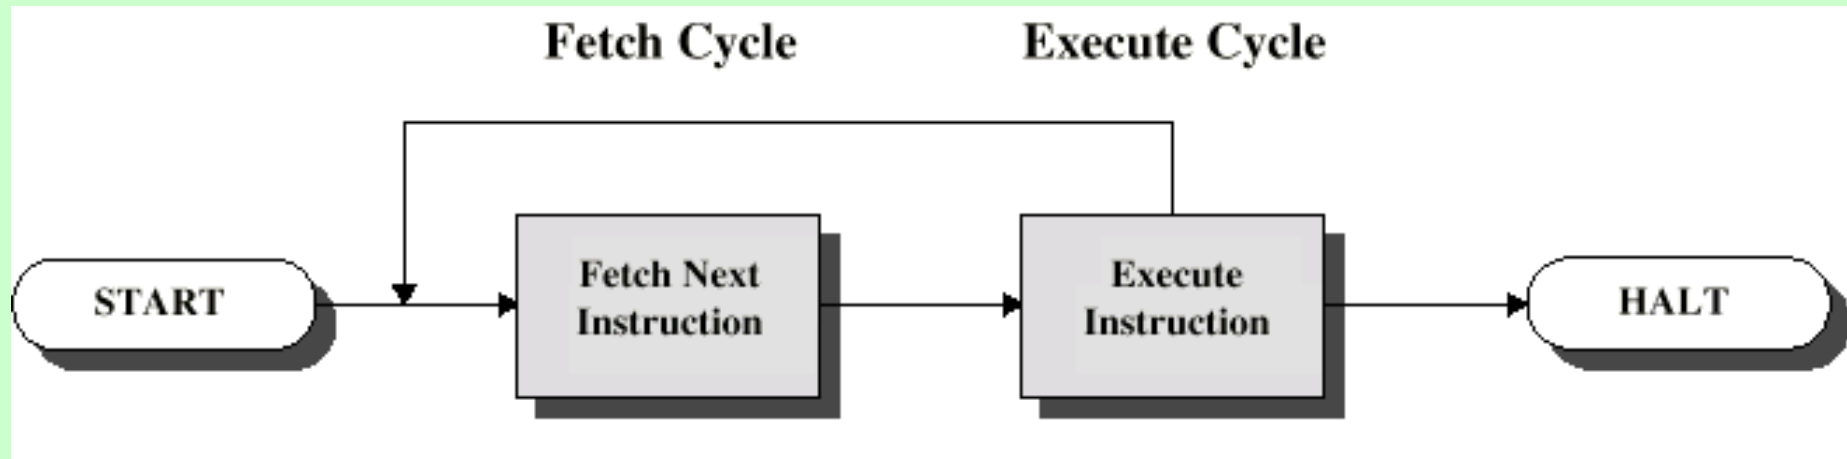 Fetch Cycle
Execute Cycle
START
Fetch Next
Instruction
Execute
Instruction
HALT